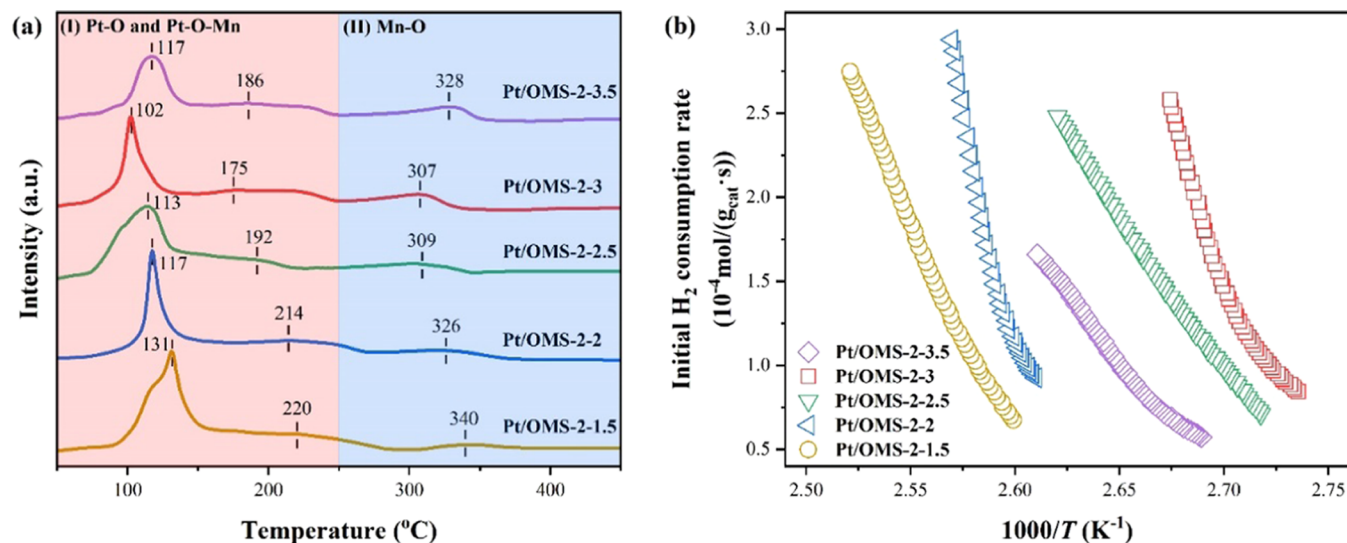 (a)
(I) Pt-O and Pt-O-Mn
(II) Mn-O
117
186
328
Pt/OMS-2-3.5
102
175
307
Pt/OMS-2-3
113
192
309
Pt/OMS-2-2.5
117
214
326
Pt/OMS-2-2
131
220
340
Pt/OMS-2-1.5
Intensity (a.u.)
100
200
300
400
Temperature (°C)
(b)
Initial H2 consumption rate
(10-4mol/(gcat·s))
3.0
2.5
2.0
1.5
1.0
0.5
Pt/OMS-2-3.5
Pt/OMS-2-3
Pt/OMS-2-2.5
Pt/OMS-2-2
Pt/OMS-2-1.5
2.50
2.55
2.60
2.65
2.70
2.75
1000/T (K-1)